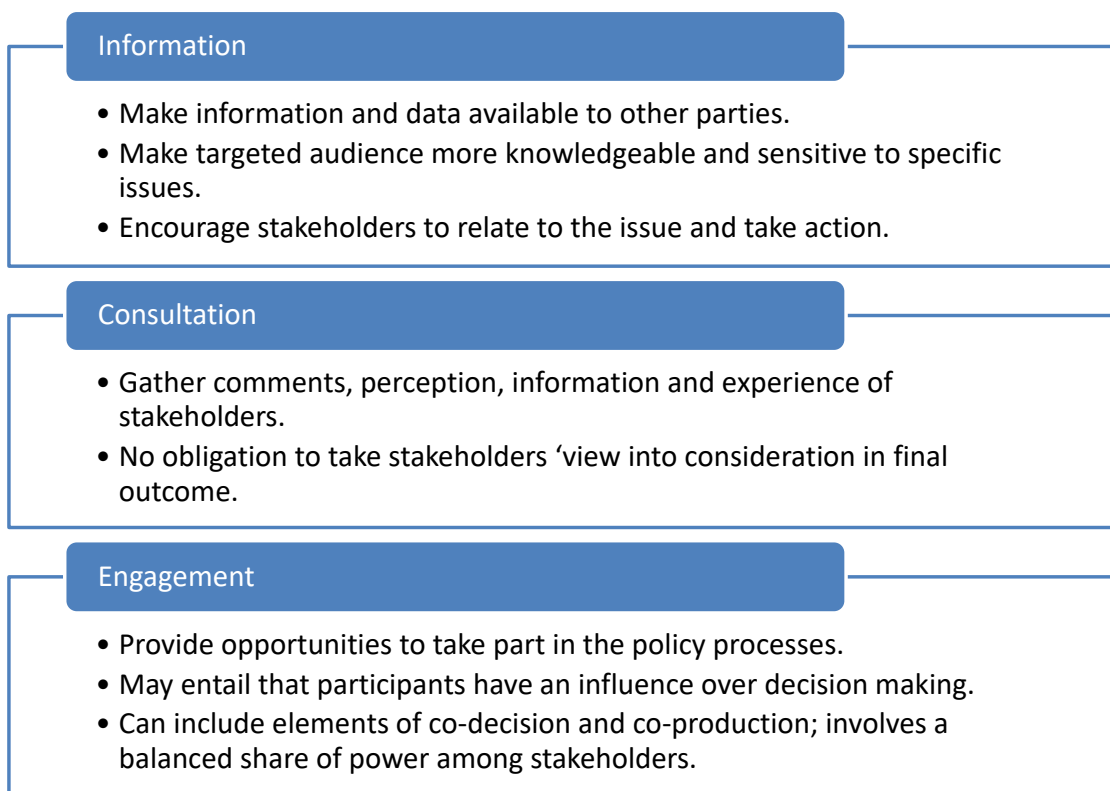 Information
• Make information and data available to other parties.
• Make targeted audience more knowledgeable and sensitive to specific
issues.
• Encourage stakeholders to relate to the issue and take action.
Consultation
• Gather comments, perception, information and experience of
stakeholders.
• No obligation to take stakeholders ‘view into consideration in final
outcome.
Engagement
• Provide opportunities to take part in the policy processes.
• May entail that participants have an influence over decision making.
• Can include elements of co-decision and co-production; involves a
balanced share of power among stakeholders.